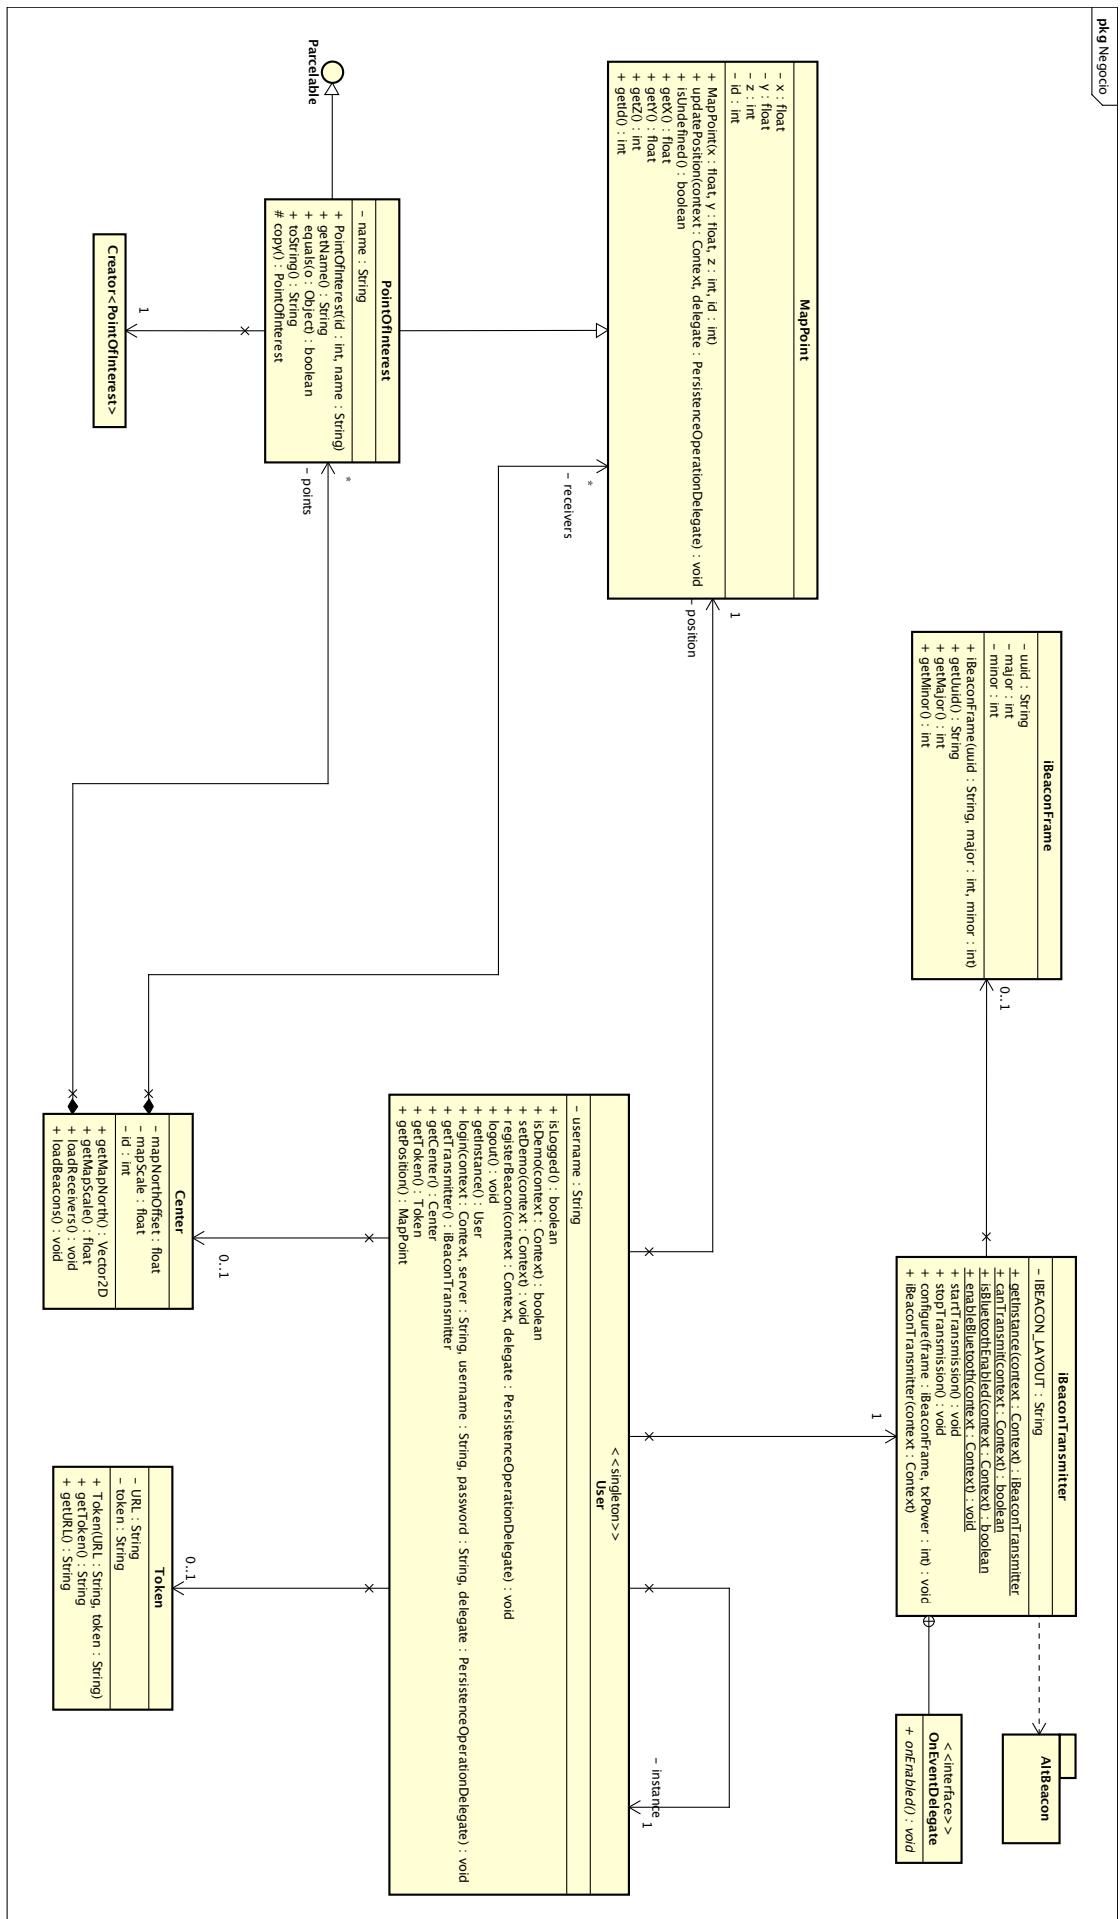 pkg Negocio
MapPoint
- x : float
- y : float
- z : int
- id : int
+ MapPoint(x : float, y : float, z : int, id : int)
+ updatePosition(context : Context, delegate : PersistenceOperationDelegate) : void
+ isUndefined() : boolean
+ getX() : float
+ getY() : float
+ getZ() : int
+ getId() : int
iBeaconFrame
- uuid : String
- major : int
- minor : int
+ iBeaconFrame(uuid : String, major : int, minor : int)
+ getUuid() : String
+ getMajor() : int
+ getMinor() : int
0..1
iBeaconTransmitter
- IBEACON_LAYOUT : String
+ getInstance(context : Context) : iBeaconTransmitter
+ canTransmit(context : Context) : boolean
+ isBluetoothEnabled(context : Context) : boolean
+ enableBluetooth(context : Context) : void
+ startTransmission() : void
+ stopTransmission() : void
+ configure(frame : iBeaconFrame, txPower : int) : void
+ iBeaconTransmitter(context : Context)
1
AltBeacon
<<interface>>
OnEventDelegate
+ onEnabled() : void
1
- position
*
- receivers
Parcelable
PointOfInterest
- name : String
+ PointOfInterest(id : int, name : String)
+ getName() : String
+ equals(o : Object) : boolean
+ toString() : String
# copy() : PointOfInterest
*
- points
1
Creator<PointOfInterest>
<<singleton>>
User
- username : String
+ isLogged() : boolean
+ isDemo(context : Context) : boolean
+ setDemo(context : Context) : void
+ registerBeacon(context : Context, delegate : PersistenceOperationDelegate) : void
+ logout() : void
+ getInstance() : User
+ login(context : Context, server : String, username : String, password : String, delegate : PersistenceOperationDelegate) : void
+ getTransmitter() : iBeaconTransmitter
+ getCenter() : Center
+ getToken() : Token
+ getPosition() : MapPoint
- instance
1
0..1
Center
- mapNorthOffset : float
- mapScale : float
- id : int
+ getMapNorth() : Vector2D
+ getMapScale() : float
+ loadReceivers() : void
+ loadBeacons() : void
0..1
Token
- URL : String
- token : String
+ Token(URL : String, token : String)
+ getToken() : String
+ getURL() : String